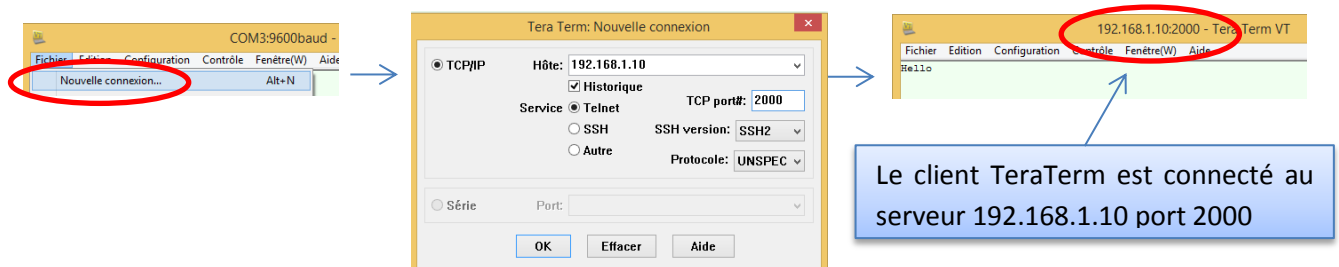 COM3:9600baud -
Fichier Edition Configuration Contrôle Fenêtre(W) Aide
Nouvelle connexion... Alt+N
Tera Term: Nouvelle connexion
TCP/IP Hôte: 192.168.1.10
Historique
Service Telnet TCP port#: 2000
SSH SSH version: SSH2
Autre Protocole: UNSPEC
Série Port:
OK Effacer Aide
192.168.1.10:2000 - Tera Term VT
Fichier Edition Configuration Contrôle Fenêtre(W) Aide
Hello
Le client TeraTerm est connecté au
serveur 192.168.1.10 port 2000